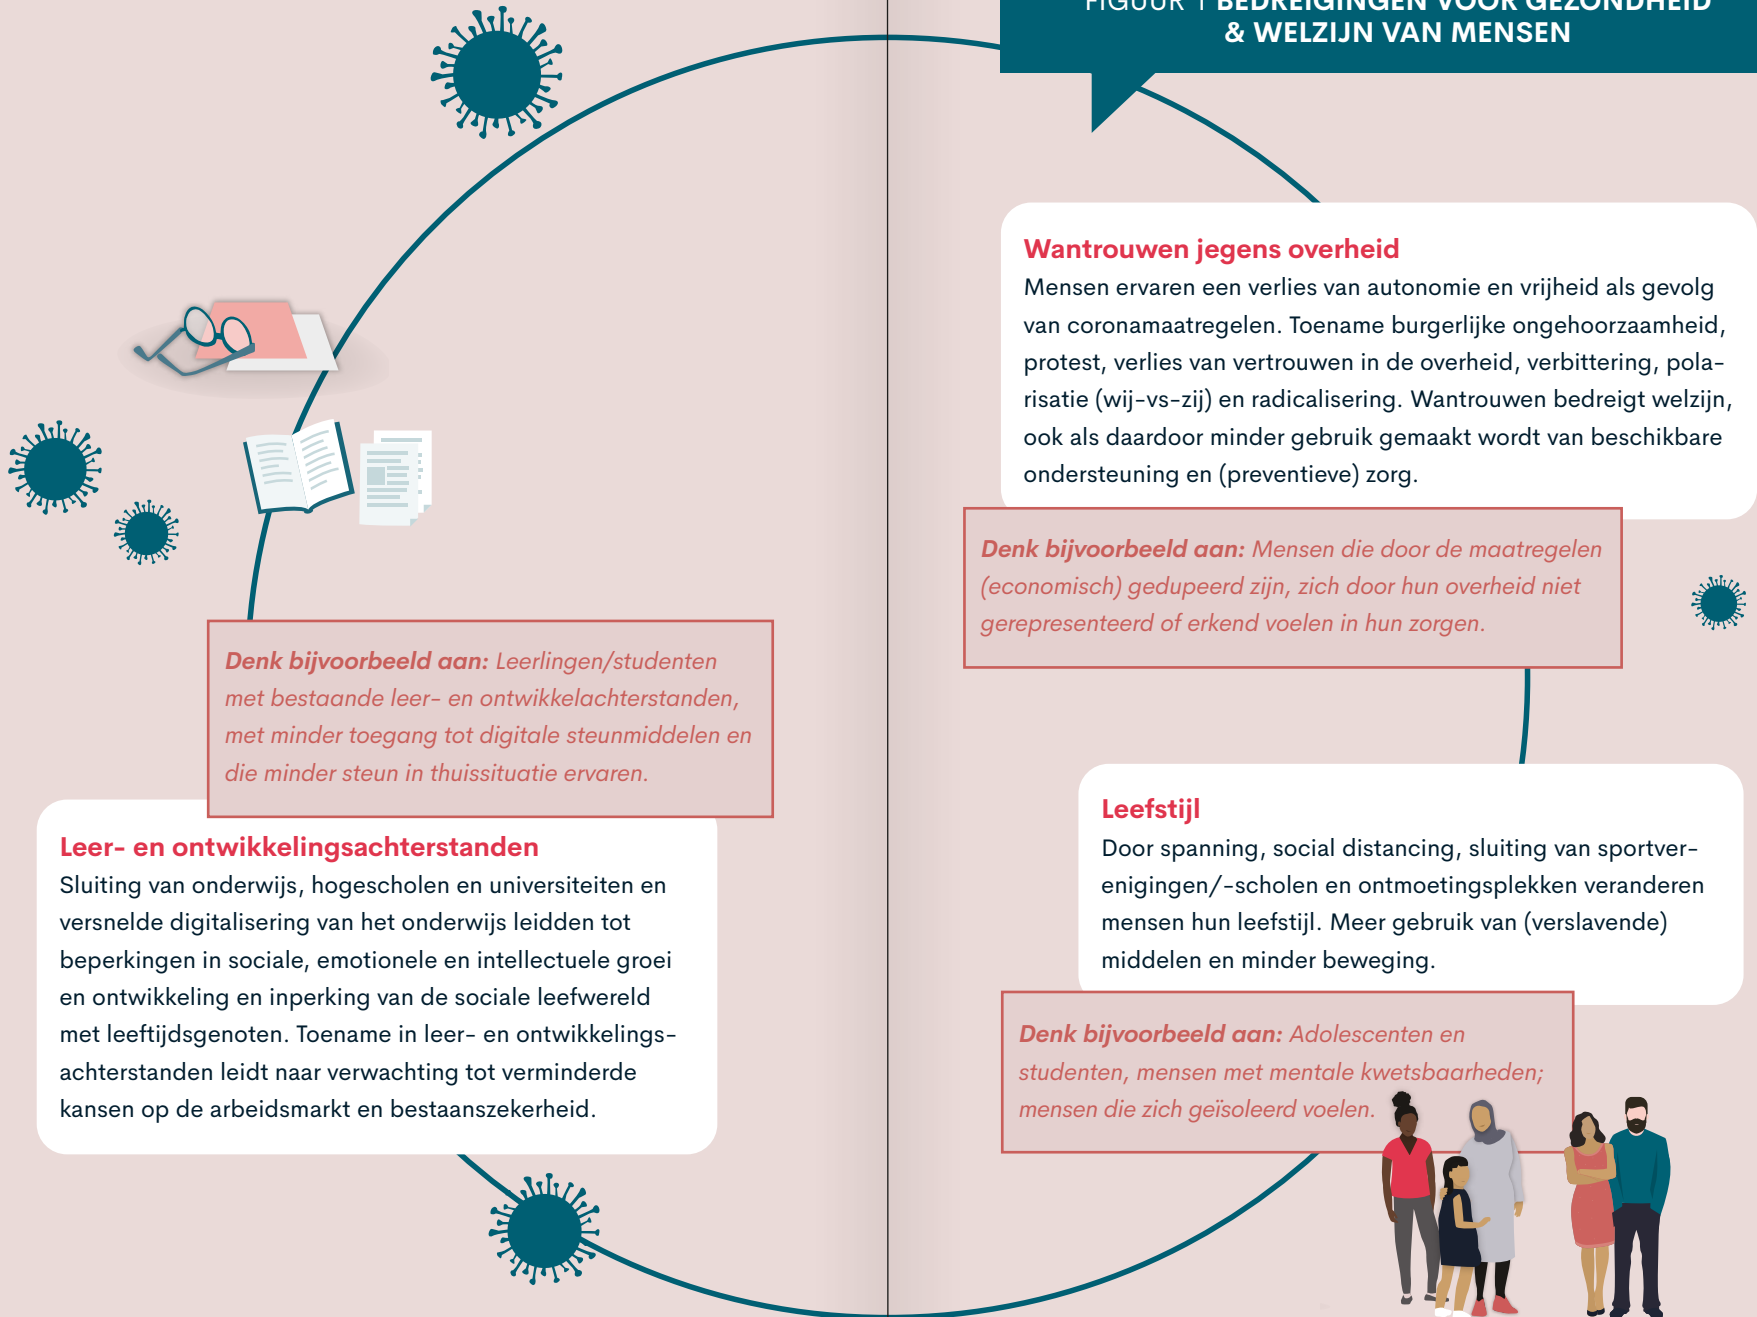 FIGUUR 1 BEDREIGINGEN VOOR GEZONDHEID
& WELZIJN VAN MENSEN
Wantrouwen jegens overheid
Mensen ervaren een verlies van autonomie en vrijheid als gevolg
van coronamaatregelen. Toename burgerlijke ongehoorzaamheid,
protest, verlies van vertrouwen in de overheid, verbittering, pola-
risatie (wij-vs-zij) en radicalisering. Wantrouwen bedreigt welzijn,
ook als daardoor minder gebruik gemaakt wordt van beschikbare
ondersteuning en (preventieve) zorg.
Denk bijvoorbeeld aan: Mensen die door de maatregelen
(economisch) gedupeerd zijn, zich door hun overheid niet
gerepresenteerd of erkend voelen in hun zorgen.
Denk bijvoorbeeld aan: Leerlingen/studenten
met bestaande leer- en ontwikkelachterstanden,
met minder toegang tot digitale steunmiddelen en
die minder steun in thuissituatie ervaren.
Leer- en ontwikkelingsachterstanden
Sluiting van onderwijs, hogescholen en universiteiten en
versnelde digitalisering van het onderwijs leidden tot
beperkingen in sociale, emotionele en intellectuele groei
en ontwikkeling en inperking van de sociale leefwereld
met leeftijdsgenoten. Toename in leer- en ontwikkelings-
achterstanden leidt naar verwachting tot verminderde
kansen op de arbeidsmarkt en bestaanszekerheid.
Leefstijl
Door spanning, social distancing, sluiting van sportver-
enigingen/-scholen en ontmoetingsplekken veranderen
mensen hun leefstijl. Meer gebruik van (verslavende)
middelen en minder beweging.
Denk bijvoorbeeld aan: Adolescenten en
studenten, mensen met mentale kwetsbaarheden;
mensen die zich geïsoleerd voelen.